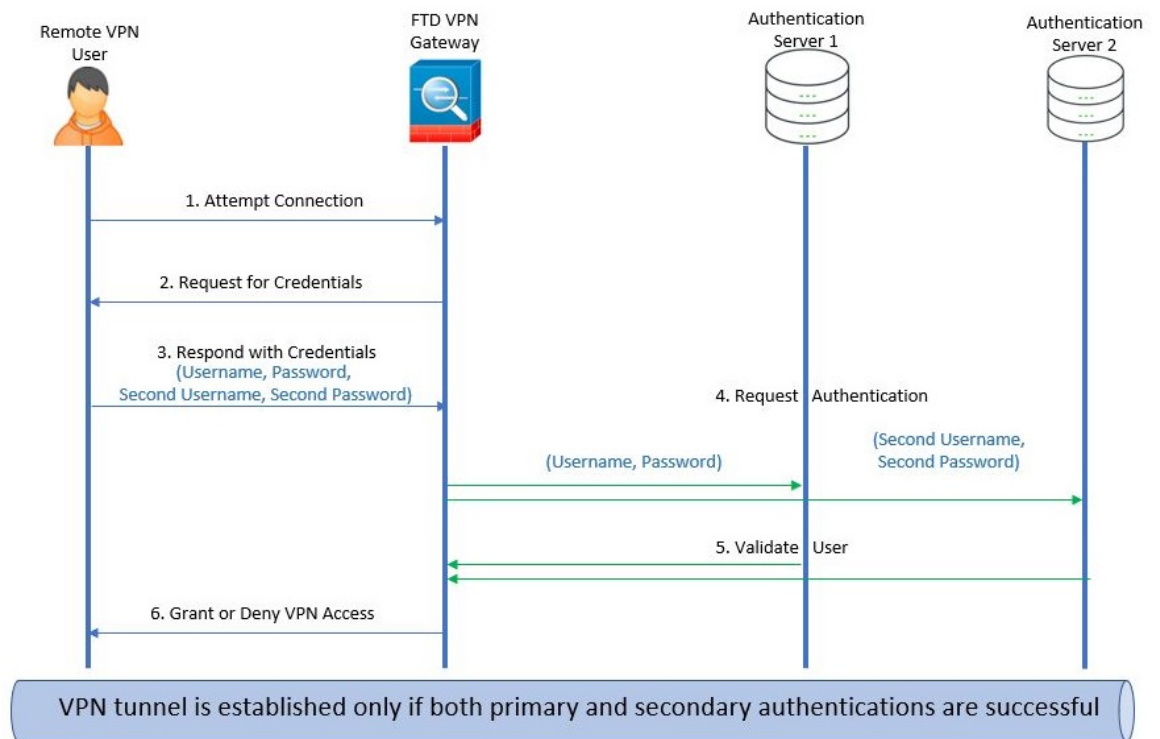 Remote VPN
User
FTD VPN
Gateway
Authentication
Server 1
Authentication
Server 2
1. Attempt Connection
2. Request for Credentials
3. Respond with Credentials
(Username, Password,
Second Username, Second Password)
4. Request Authentication
(Username, Password)
(Second Username,
Second Password)
5. Validate User
6. Grant or Deny VPN Access
VPN tunnel is established only if both primary and secondary authentications are successful